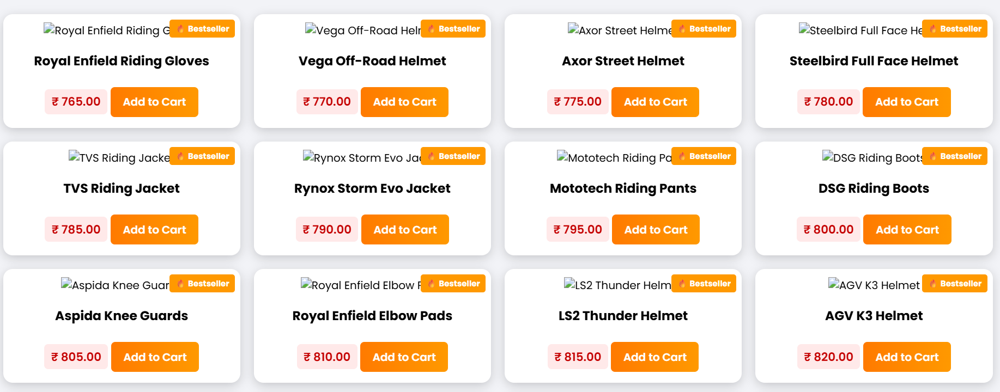 Royal Enfield Riding G
🔥 Bestseller
Vega Off-Road Hel
🔥 Bestseller
Axor Street Helme
🔥 Bestseller
Steelbird Full Face He
🔥 Bestseller
Royal Enfield Riding Gloves
Vega Off-Road Helmet
Axor Street Helmet
Steelbird Full Face Helmet
₹ 765.00
Add to Cart
₹ 770.00
Add to Cart
₹ 775.00
Add to Cart
₹ 780.00
Add to Cart
TVS Riding Jacke
🔥 Bestseller
Rynox Storm Evo Jac
🔥 Bestseller
Mototech Riding Pa
🔥 Bestseller
DSG Riding Boots
🔥 Bestseller
TVS Riding Jacket
Rynox Storm Evo Jacket
Mototech Riding Pants
DSG Riding Boots
₹ 785.00
Add to Cart
₹ 790.00
Add to Cart
₹ 795.00
Add to Cart
₹ 800.00
Add to Cart
Aspida Knee Guar
🔥 Bestseller
Royal Enfield Elbow P
🔥 Bestseller
LS2 Thunder Helm
🔥 Bestseller
AGV K3 Helmet
🔥 Bestseller
Aspida Knee Guards
Royal Enfield Elbow Pads
LS2 Thunder Helmet
AGV K3 Helmet
₹ 805.00
Add to Cart
₹ 810.00
Add to Cart
₹ 815.00
Add to Cart
₹ 820.00
Add to Cart